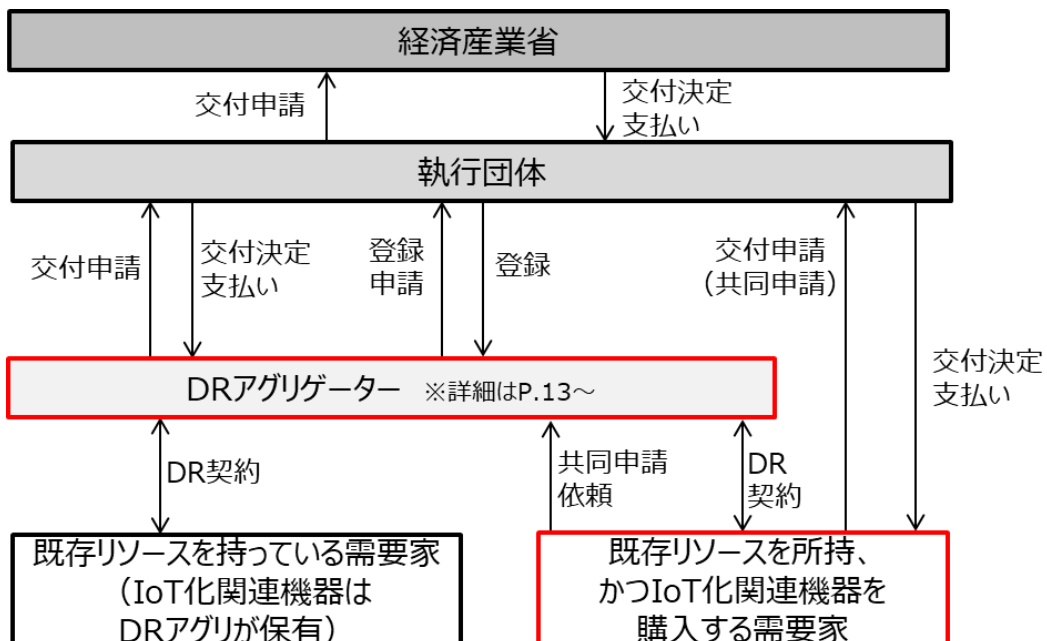 経済産業省
交付申請
交付決定
支払い
執行団体
交付申請
交付決定
支払い
登録
申請
登録
交付申請
（共同申請）
交付決定
支払い
DRアグリゲーター ※詳細はP.13～
DR契約
共同申請
依頼
DR
契約
既存リソースを持っている需要家
（IoT化関連機器は
DRアグリが保有）
既存リソースを所持、
かつIoT化関連機器を
購入する需要家